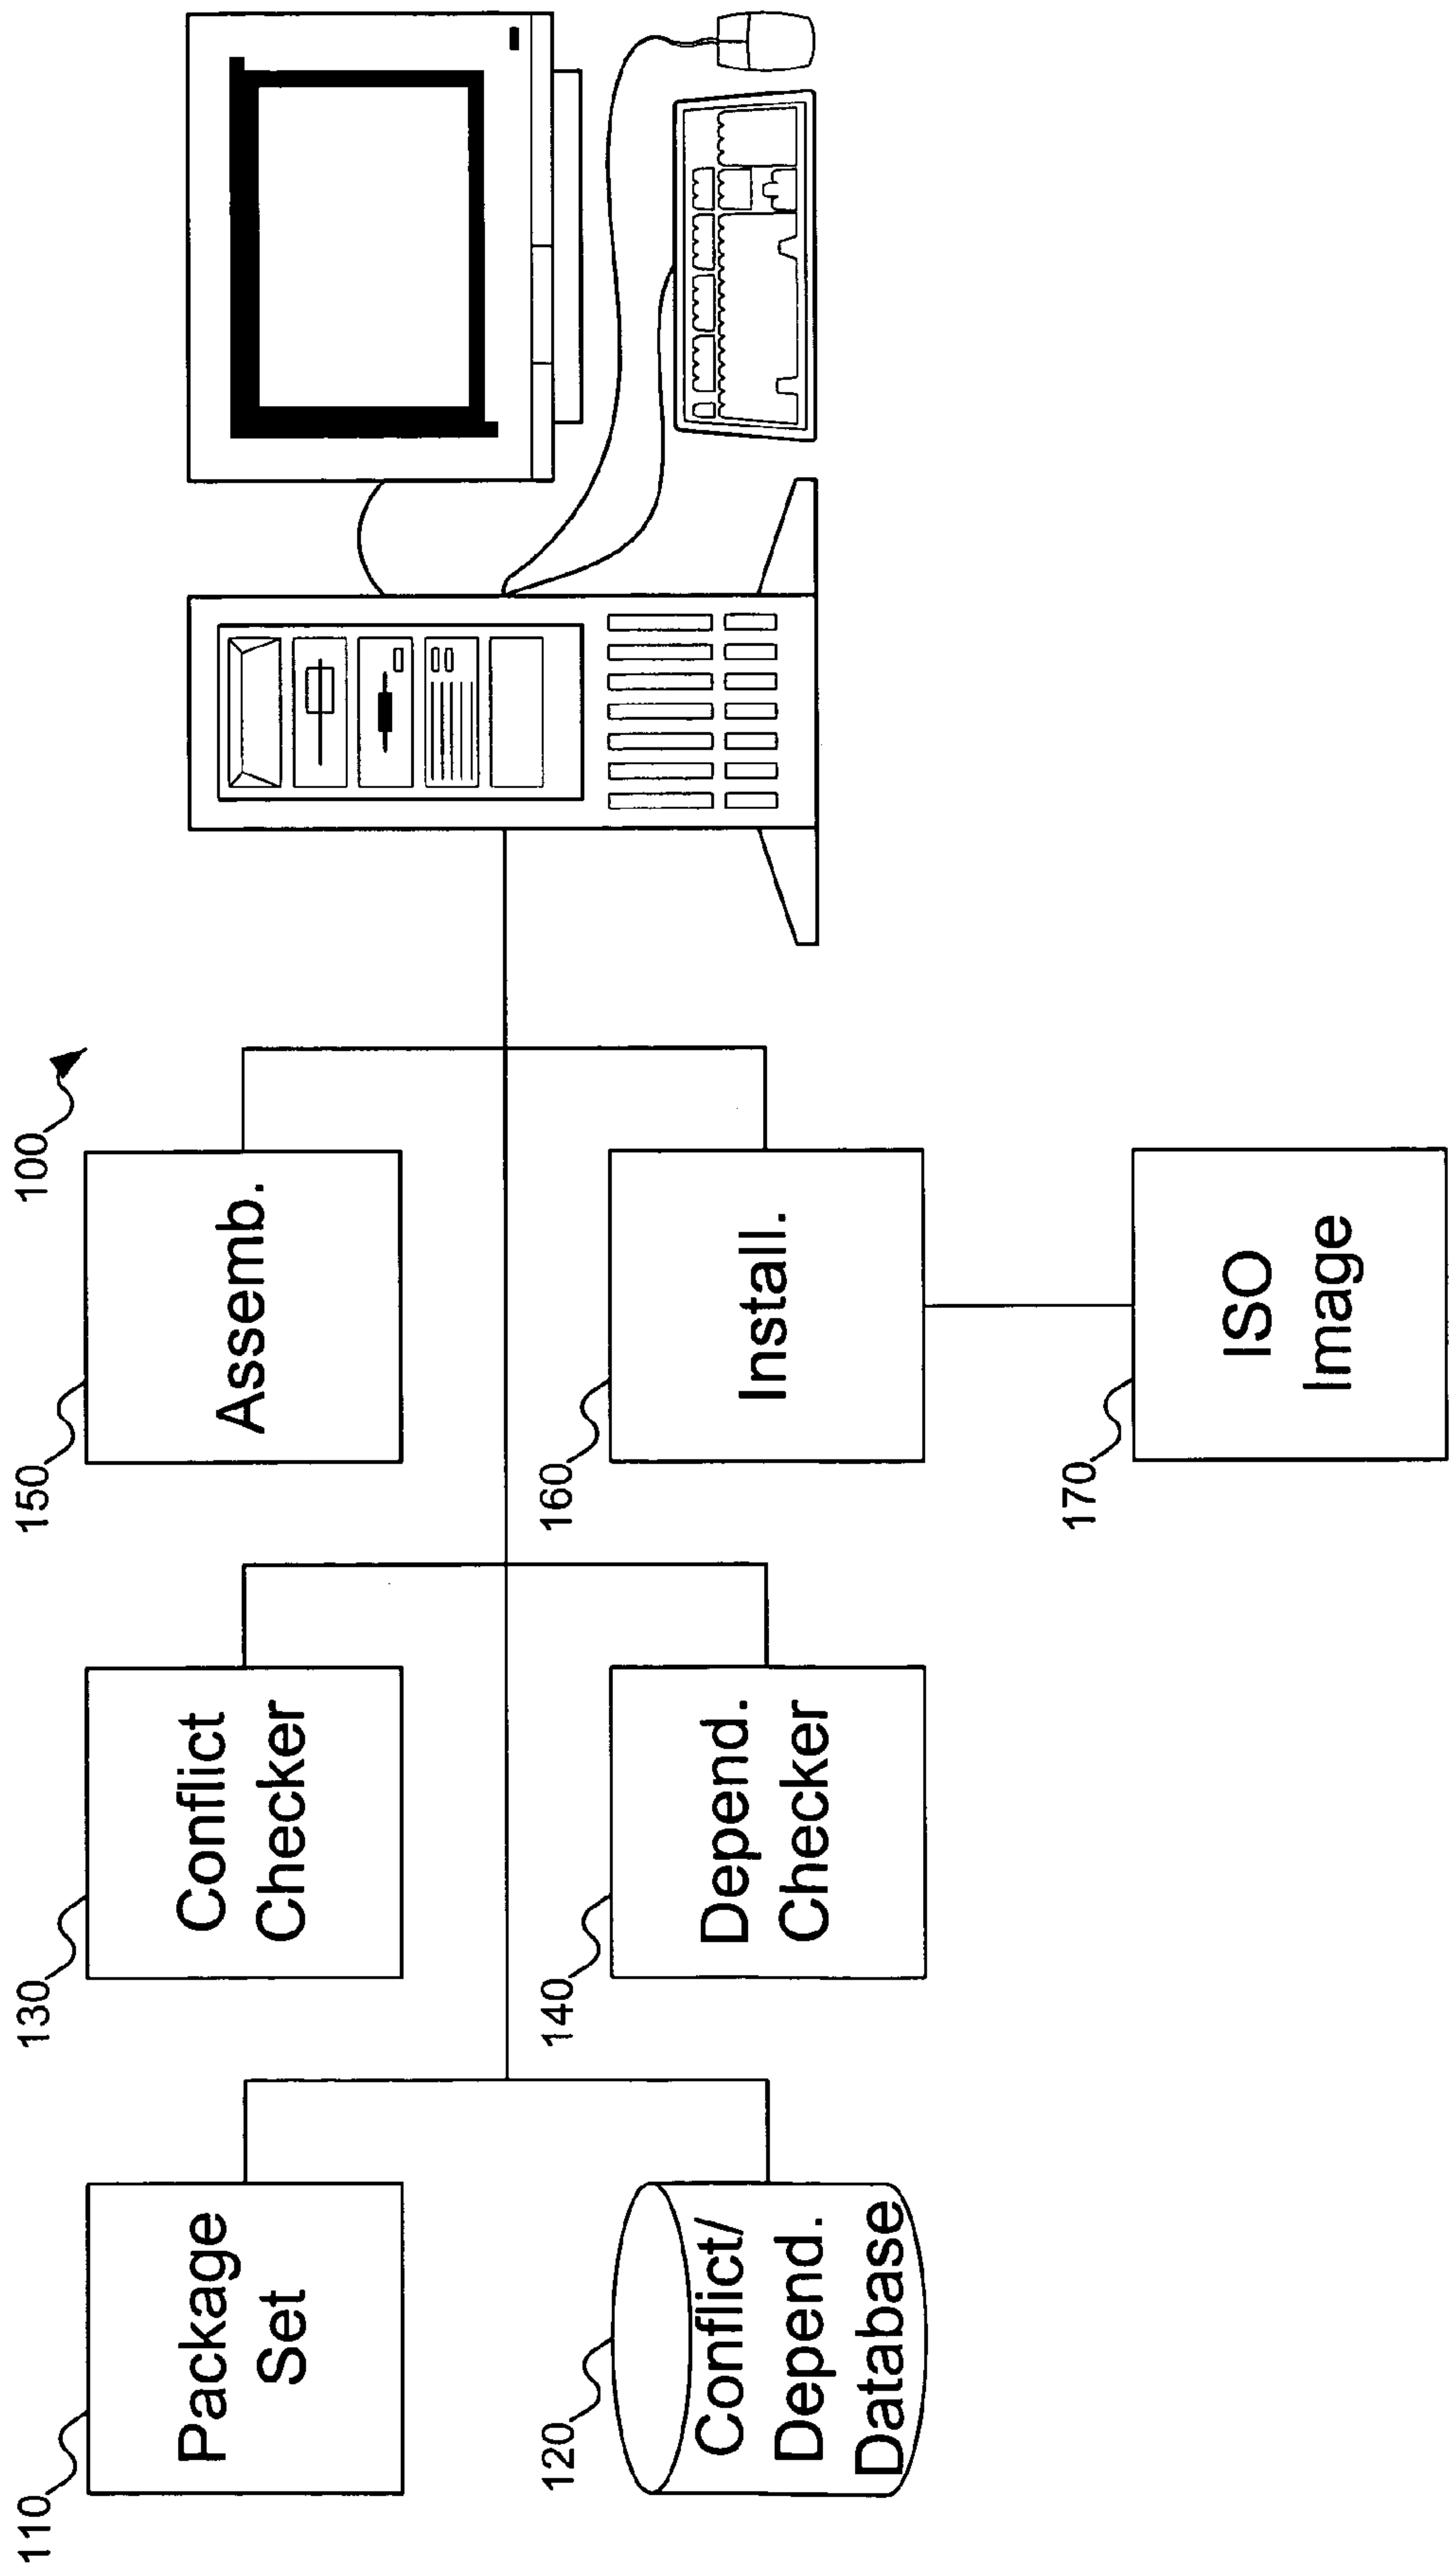 100
110
Package
Set
130
Conflict
Checker
150
Assemb.
120
Conflict/
Depend.
Database
140
Depend.
Checker
160
Install.
170
ISO
Image